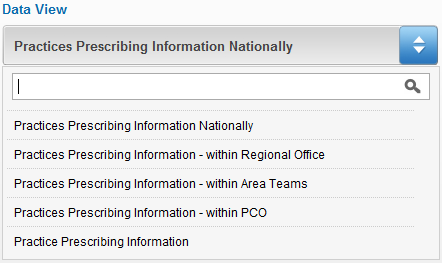 Data View
Practices Prescribing Information Nationally
Practices Prescribing Information Nationally
Practices Prescribing Information - within Regional Office
Practices Prescribing Information - within Area Teams
Practices Prescribing Information - within PCO
Practice Prescribing Information